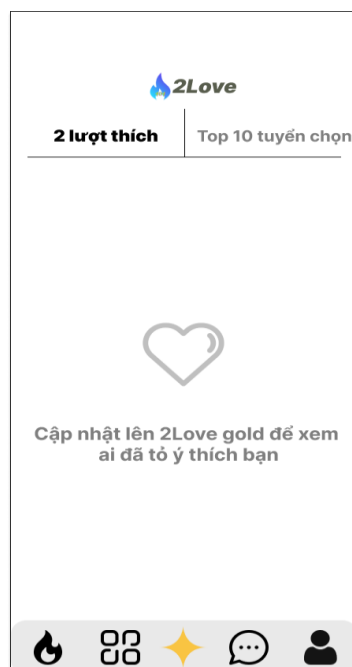 2Love
2 lượt thích
Top 10 tuyển chọn
Cập nhật lên 2Love gold để xem
ai đã tỏ ý thích bạn